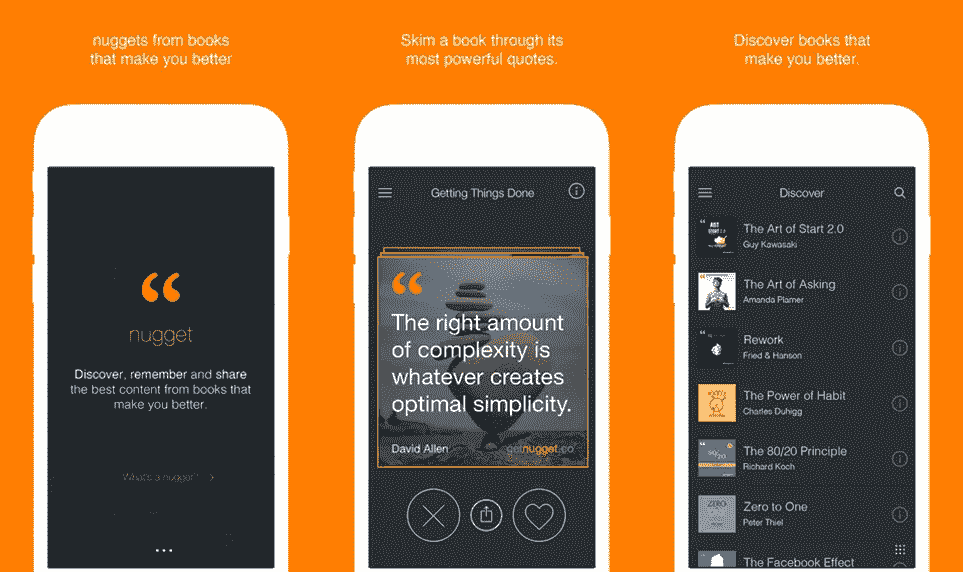 nuggets from books
that make you better
nugget
Discover, remember and share
the best content from books that
make you better.
What's a nugget?
Skim a book through its
most powerful quotes.
Getting Things Done
The right amount
of complexity is
whatever creates
optimal simplicity.
David Allen
getnugget.co
Discover books that
make you better.
Discover
The Art of Start 2.0
Guy Kawasaki
The Art of Asking
Amanda Plamer
Rework
Fried & Hanson
The Power of Habit
Charles Duhigg
The 80/20 Principle
Richard Koch
Zero to One
Peter Thiel
The Facebook Effect